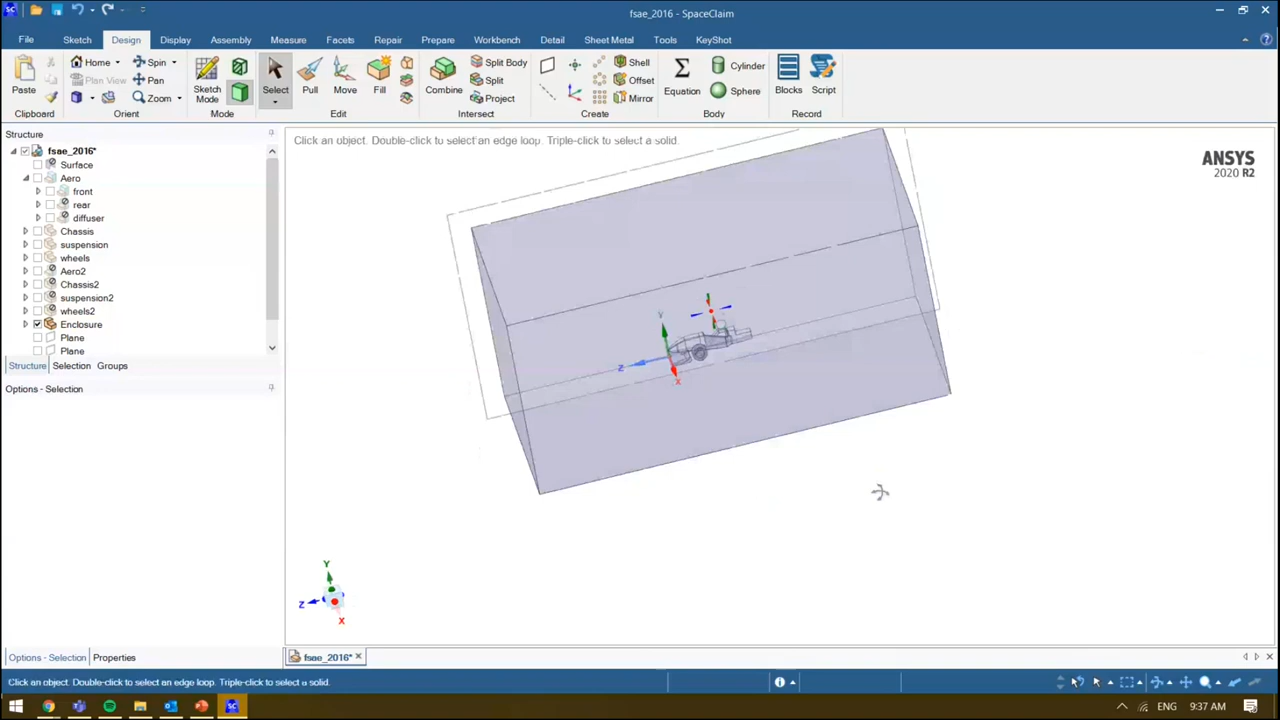 fsae_2016 - SpaceClaim
File Sketch Design Display Assembly Measure Facets Repair Prepare Workbench Detail Sheet Metal Tools KeyShot
Home Spin Split Body Shell Cylinder
Plan View Pan Split Offset
Zoom Project Mirror Sphere
Paste Sketch Mode Select Pull Move Fill Combine Equation Blocks Script
Clipboard Orient Mode Edit Intersect Create Body Record
Structure
Click an object. Double-click to select an edge loop. Triple-click to select a solid.
fsae_2016*
Surface
Aero
front
rear
diffuser
Chassis
suspension
wheels
Aero2
Chassis2
suspension2
wheels2
Enclosure
Plane
Plane
Structure Selection Groups
Options - Selection
ANSYS
2020 R2
Y
Z
X
Y
Z
X
Options - Selection Properties
fsae_2016*
Click an object. Double-click to select an edge loop. Triple-click to select a solid.
ENG 9:37 AM